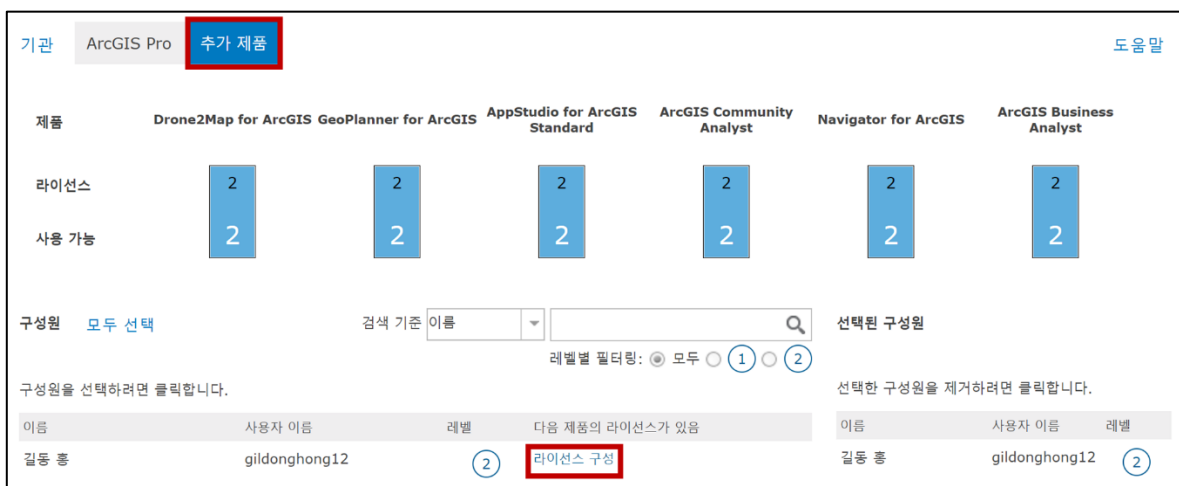 기관 ArcGIS Pro 추가 제품 도움말
제품 Drone2Map for ArcGIS GeoPlanner for ArcGIS AppStudio for ArcGIS Standard ArcGIS Community Analyst Navigator for ArcGIS ArcGIS Business Analyst
라이선스 2 2 2 2 2 2
사용 가능 2 2 2 2 2 2
구성원 모두 선택 검색 기준 이름 선택된 구성원
레벨별 필터링: 모두 1 2
구성원을 선택하려면 클릭합니다. 선택한 구성원을 제거하려면 클릭합니다.
이름 사용자 이름 레벨 다음 제품의 라이선스가 있음 이름 사용자 이름 레벨
길동 홍 gildonghong12 2 라이선스 구성 길동 홍 gildonghong12 2